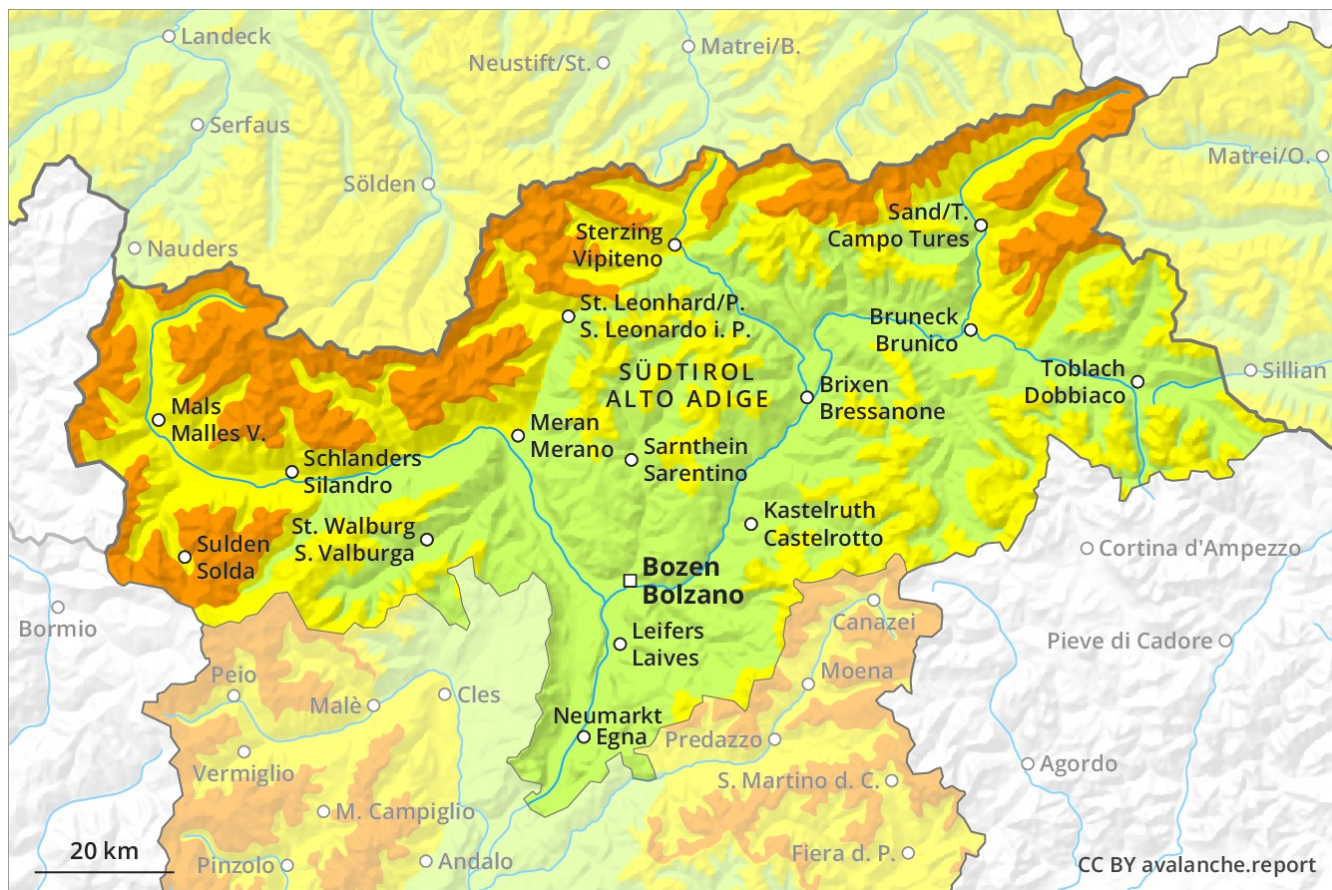 Landeck
Matrei/B.
Neustift/St.
Serfaus
Matrei/O.
Sölden
Sand/T.
Campo Tures
Sterzing
Vipiteno
Nauders
St. Leonhard/P.
S. Leonardo i. P.
Bruneck
Brunico
SÜDTIROL
ALTO ADIGE
Toblach
Dobbiaco
Sillian
Brixen
Bressanone
Mals
Malles V.
Meran
Merano
Sarnthein
Sarentino
Schlanders
Silandro
Kastelruth
Castelrotto
St. Walburg
S. Valburga
Sulden
Solda
Cortina d'Ampezzo
Bozen
Bolzano
Bormio
Canazei
Leifers
Laives
Pieve di Cadore
Peio
Moena
Malè
Cles
Neumarkt
Egna
Predazzo
Vermiglio
Agordo
S. Martino d. C.
M. Campiglio
20 km
Pinzolo
Andalo
Fiera d. P.
CC BY avalanche.report